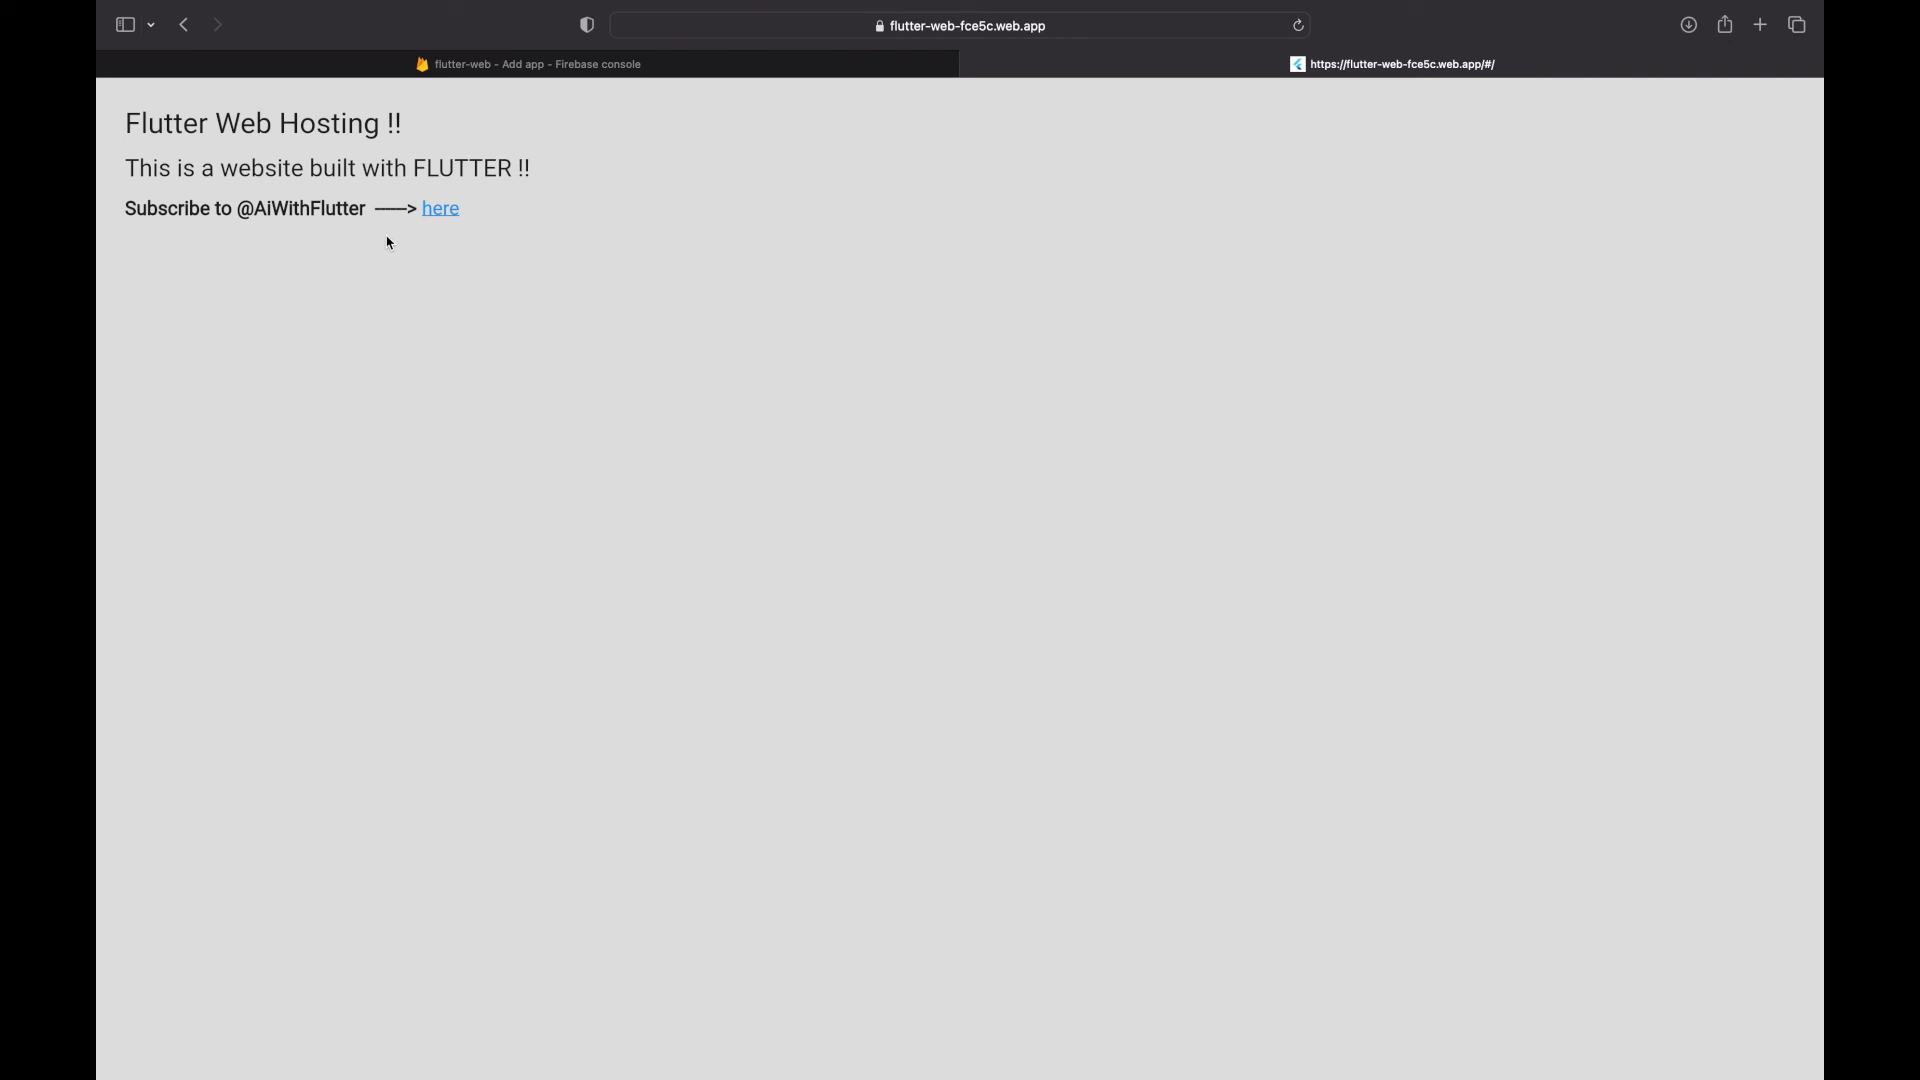 flutter-web-fce5c.web.app
flutter-web - Add app - Firebase console
https://flutter-web-fce5c.web.app/#/
Flutter Web Hosting !!
This is a website built with FLUTTER !!
Subscribe to @AiWithFlutter -----> here